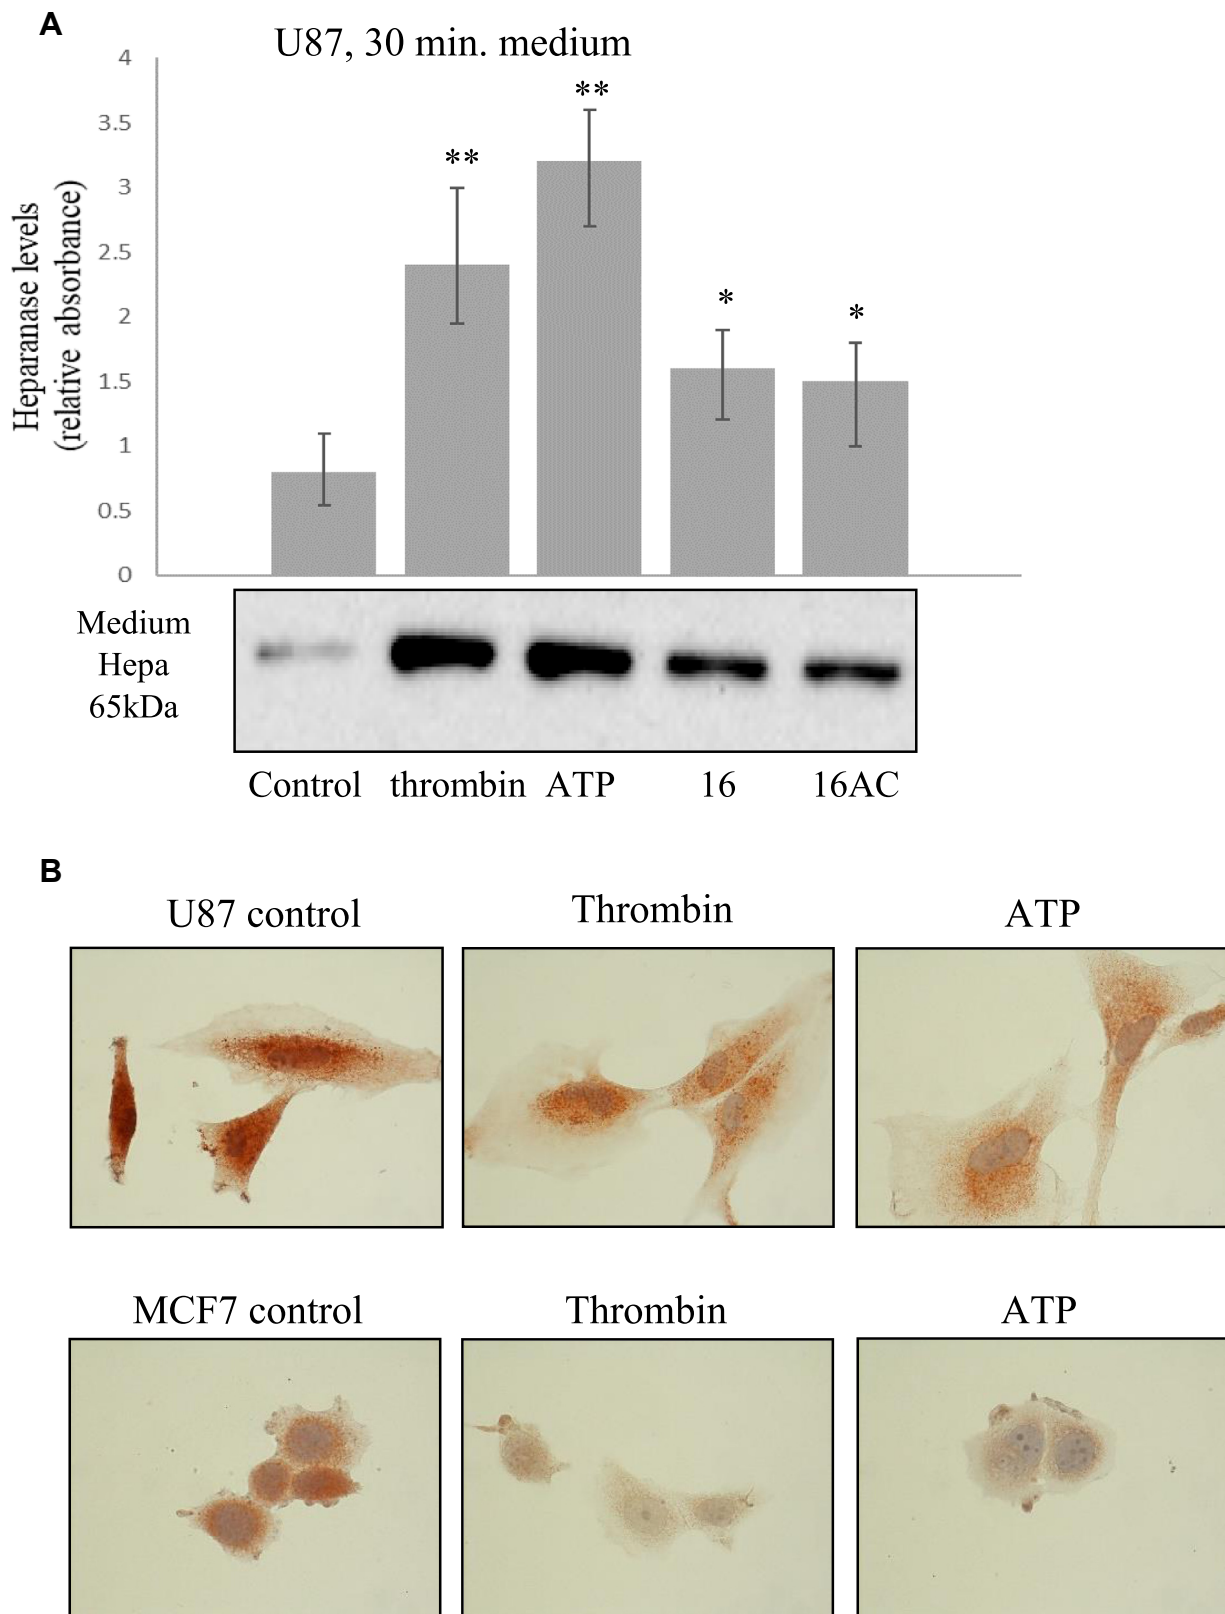 A
U87, 30 min. medium
4
3.5
3
2.5
2
1.5
1
0.5
0
Heparanase levels
(relative absorbance)
**
**
*
*
Medium
Hepa
65kDa
Control thrombin ATP 16 16AC
B
U87 control Thrombin ATP
MCF7 control Thrombin ATP